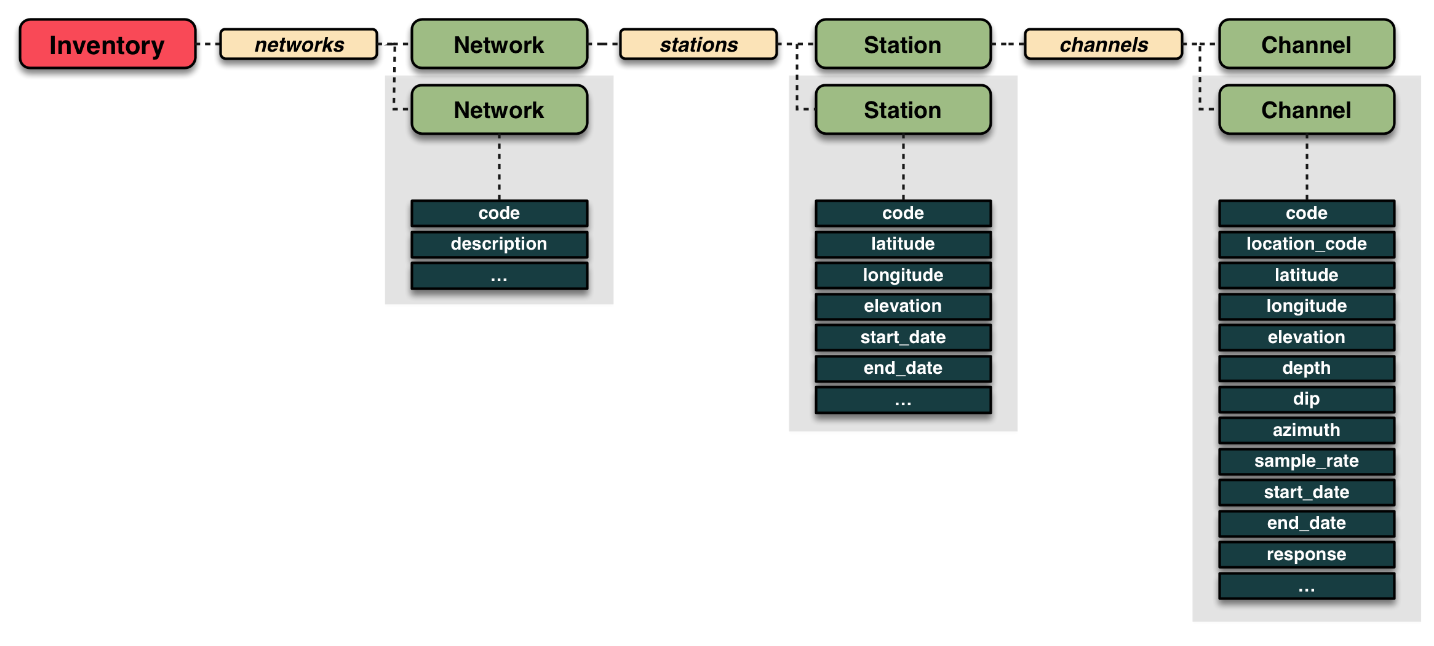 Inventory
networks
Network
stations
Station
channels
Channel
Network
Station
Channel
code
description
...
code
latitude
longitude
elevation
start_date
end_date
...
code
location_code
latitude
longitude
elevation
depth
dip
azimuth
sample_rate
start_date
end_date
response
...